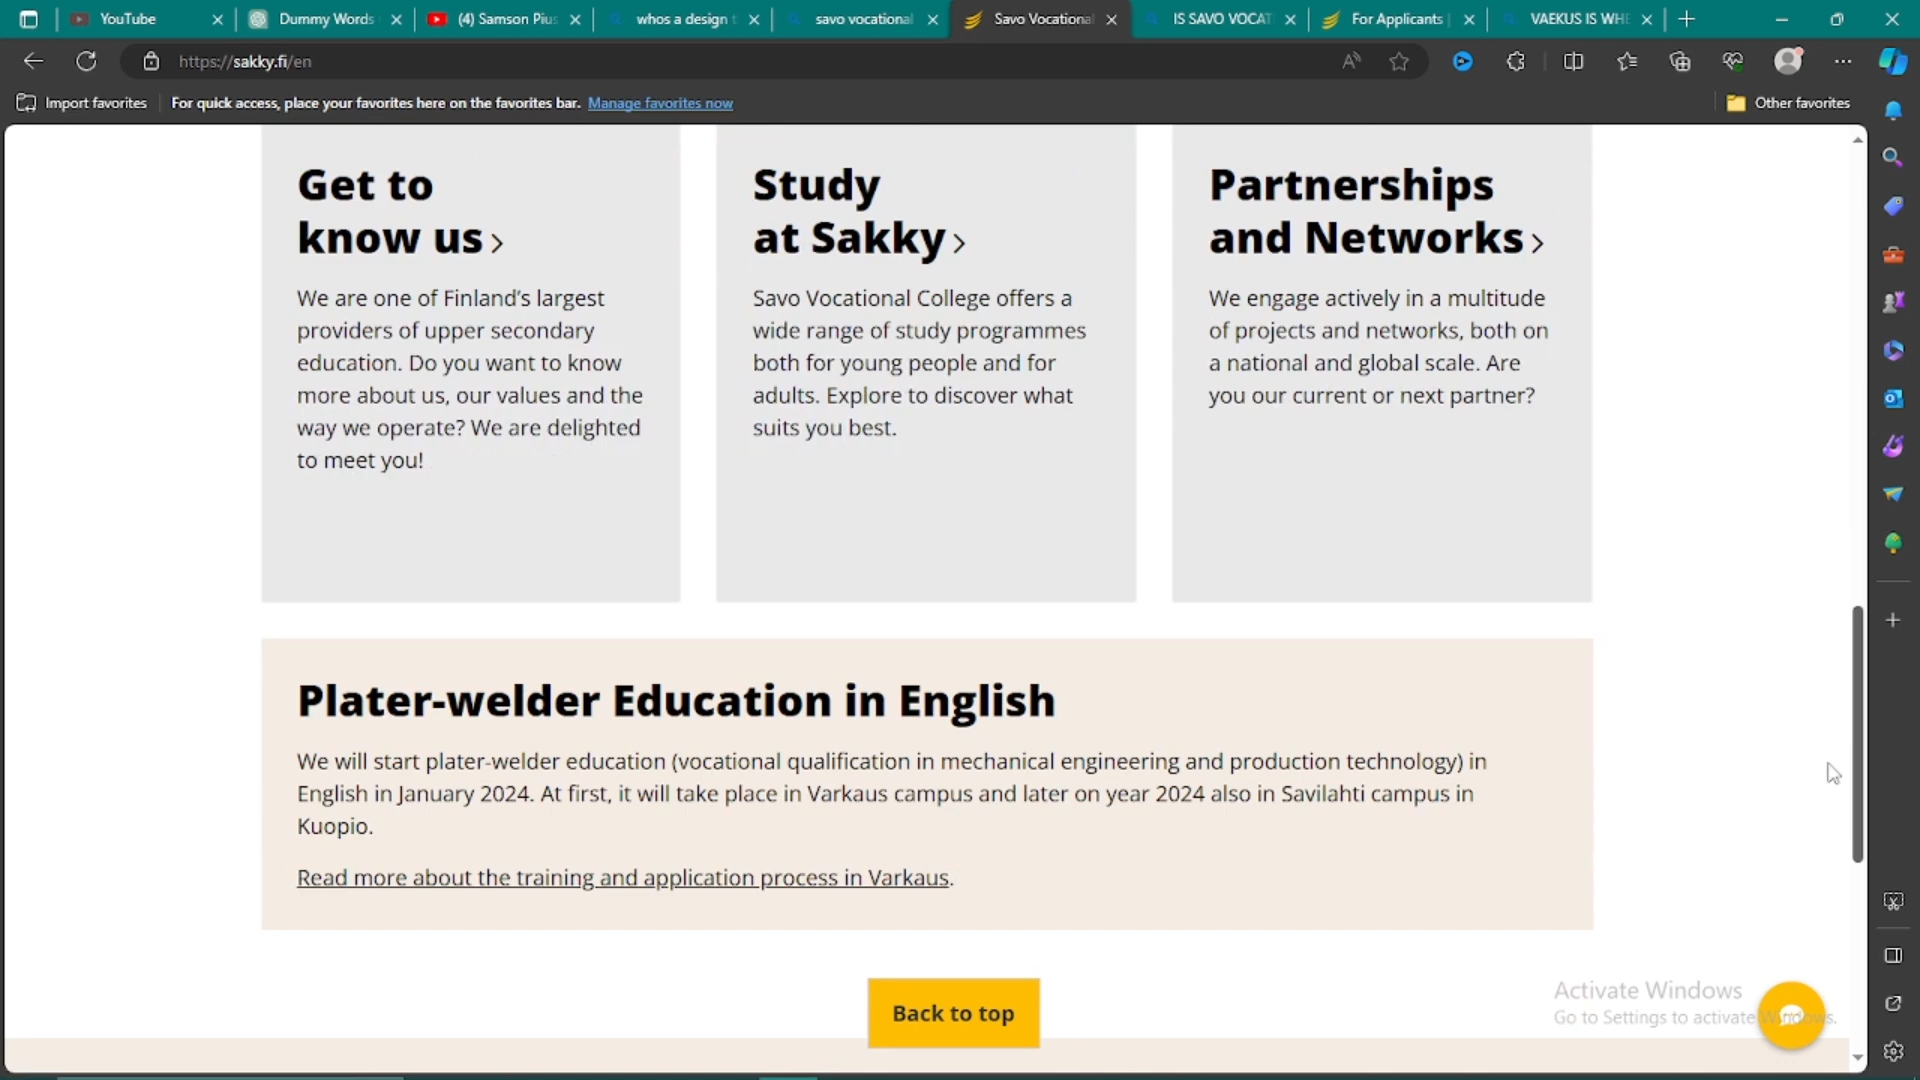 YouTube
Dummy Words
(4) Samson Pius
whos a design t
savo vocational
Savo Vocational
IS SAVO VOCAT
For Applicants |
VAEKUS IS WHE
https://sakky.fi/en
Import favorites
For quick access, place your favorites here on the favorites bar. Manage favorites now
Other favorites
Get to
know us
We are one of Finland's largest
providers of upper secondary
education. Do you want to know
more about us, our values and the
way we operate? We are delighted
to meet you!
Study
at Sakky
Savo Vocational College offers a
wide range of study programmes
both for young people and for
adults. Explore to discover what
suits you best.
Partnerships
and Networks
We engage actively in a multitude
of projects and networks, both on
a national and global scale. Are
you our current or next partner?
Plater-welder Education in English
We will start plater-welder education (vocational qualification in mechanical engineering and production technology) in
English in January 2024. At first, it will take place in Varkaus campus and later on year 2024 also in Savilahti campus in
Kuopio.
Read more about the training and application process in Varkaus.
Back to top
Activate Windows
Go to Settings to activate Windows.